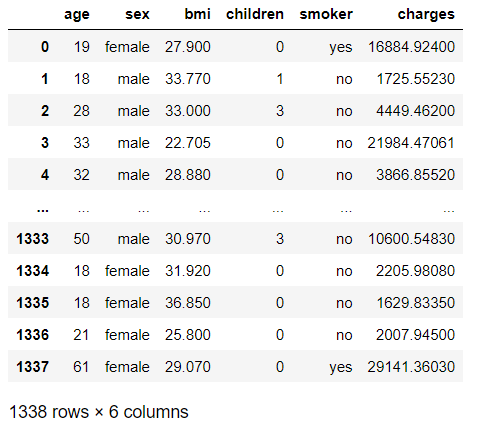 age sex bmi children smoker charges
0 19 female 27.900 0 yes 16884.92400
1 18 male 33.770 1 no 1725.55230
2 28 male 33.000 3 no 4449.46200
3 33 male 22.705 0 no 21984.47061
4 32 male 28.880 0 no 3866.85520
... ... ... ... ... ... ...
1333 50 male 30.970 3 no 10600.54830
1334 18 female 31.920 0 no 2205.98080
1335 18 female 36.850 0 no 1629.83350
1336 21 female 25.800 0 no 2007.94500
1337 61 female 29.070 0 yes 29141.36030
1338 rows × 6 columns